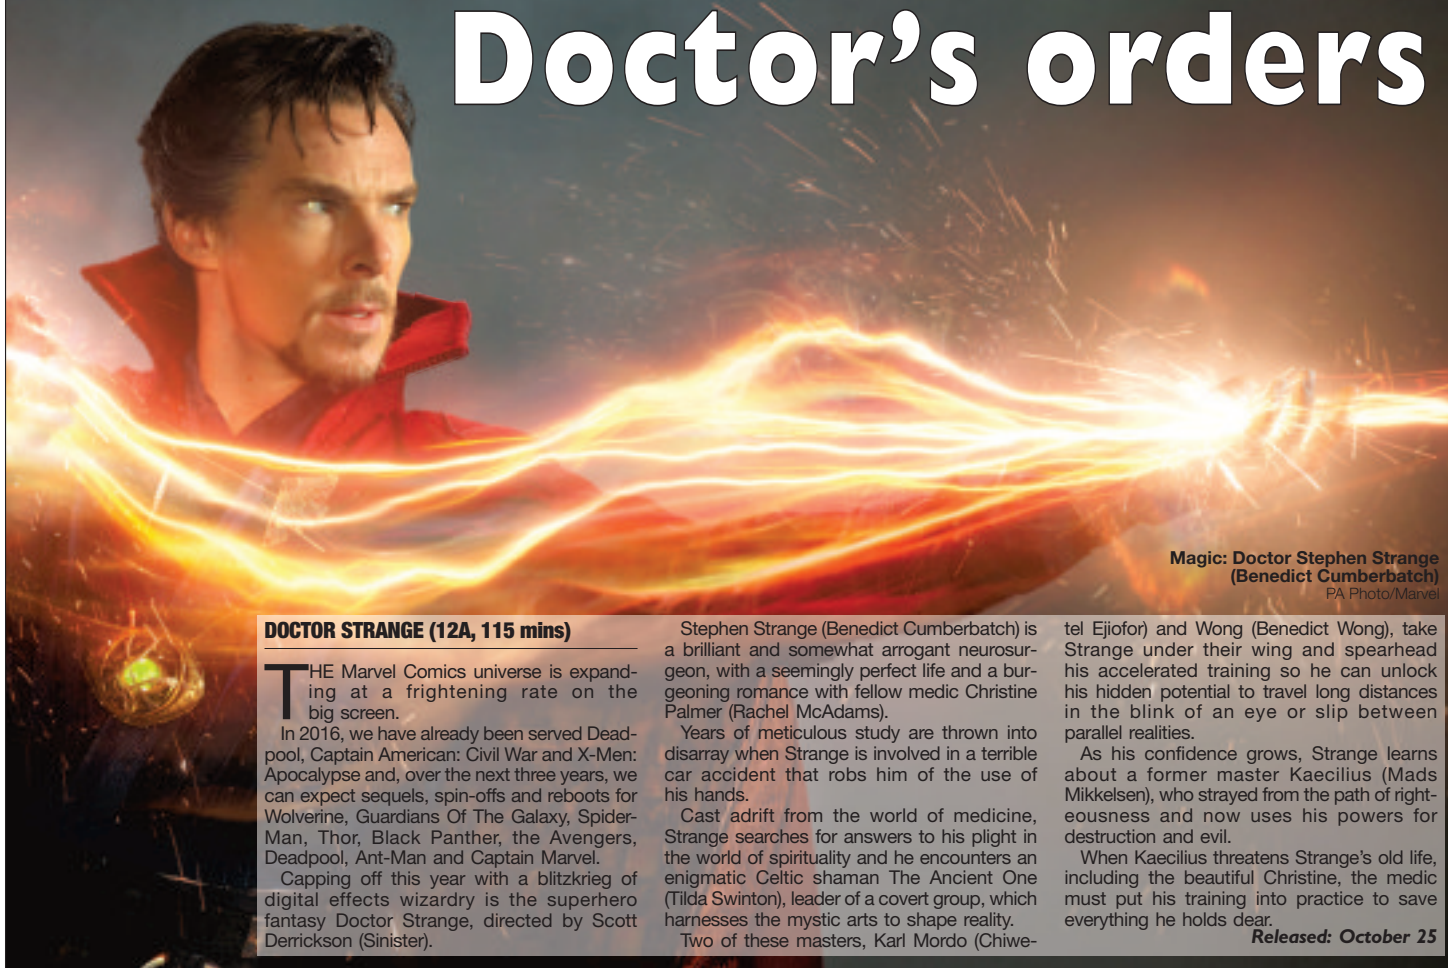 Doctor's orders
Magic: Doctor Stephen Strange
(Benedict Cumberbatch)
PA Photo/Marvel
DOCTOR STRANGE (12A, 115 mins)
THE Marvel Comics universe is expand-
ing at a frightening rate on the
big screen.
In 2016, we have already been served Dead-
pool, Captain American: Civil War and X-Men:
Apocalypse and, over the next three years, we
can expect sequels, spin-offs and reboots for
Wolverine, Guardians Of The Galaxy, Spider-
Man, Thor, Black Panther, the Avengers,
Deadpool, Ant-Man and Captain Marvel.
Capping off this year with a blitzkrieg of
digital effects wizardry is the superhero
fantasy Doctor Strange, directed by Scott
Derrickson (Sinister).
Stephen Strange (Benedict Cumberbatch) is
a brilliant and somewhat arrogant neurosur-
geon, with a seemingly perfect life and a bur-
geoning romance with fellow medic Christine
Palmer (Rachel McAdams).
Years of meticulous study are thrown into
disarray when Strange is involved in a terrible
car accident that robs him of the use of
his hands.
Cast adrift from the world of medicine,
Strange searches for answers to his plight in
the world of spirituality and he encounters an
enigmatic Celtic shaman The Ancient One
(Tilda Swinton), leader of a covert group, which
harnesses the mystic arts to shape reality.
Two of these masters, Karl Mordo (Chiwe-
tel Ejiofor) and Wong (Benedict Wong), take
Strange under their wing and spearhead
his accelerated training so he can unlock
his hidden potential to travel long distances
in the blink of an eye or slip between
parallel realities.
As his confidence grows, Strange learns
about a former master Kaecilius (Mads
Mikkelsen), who strayed from the path of right-
eousness and now uses his powers for
destruction and evil.
When Kaecilius threatens Strange's old life,
including the beautiful Christine, the medic
must put his training into practice to save
everything he holds dear.
Released: October 25